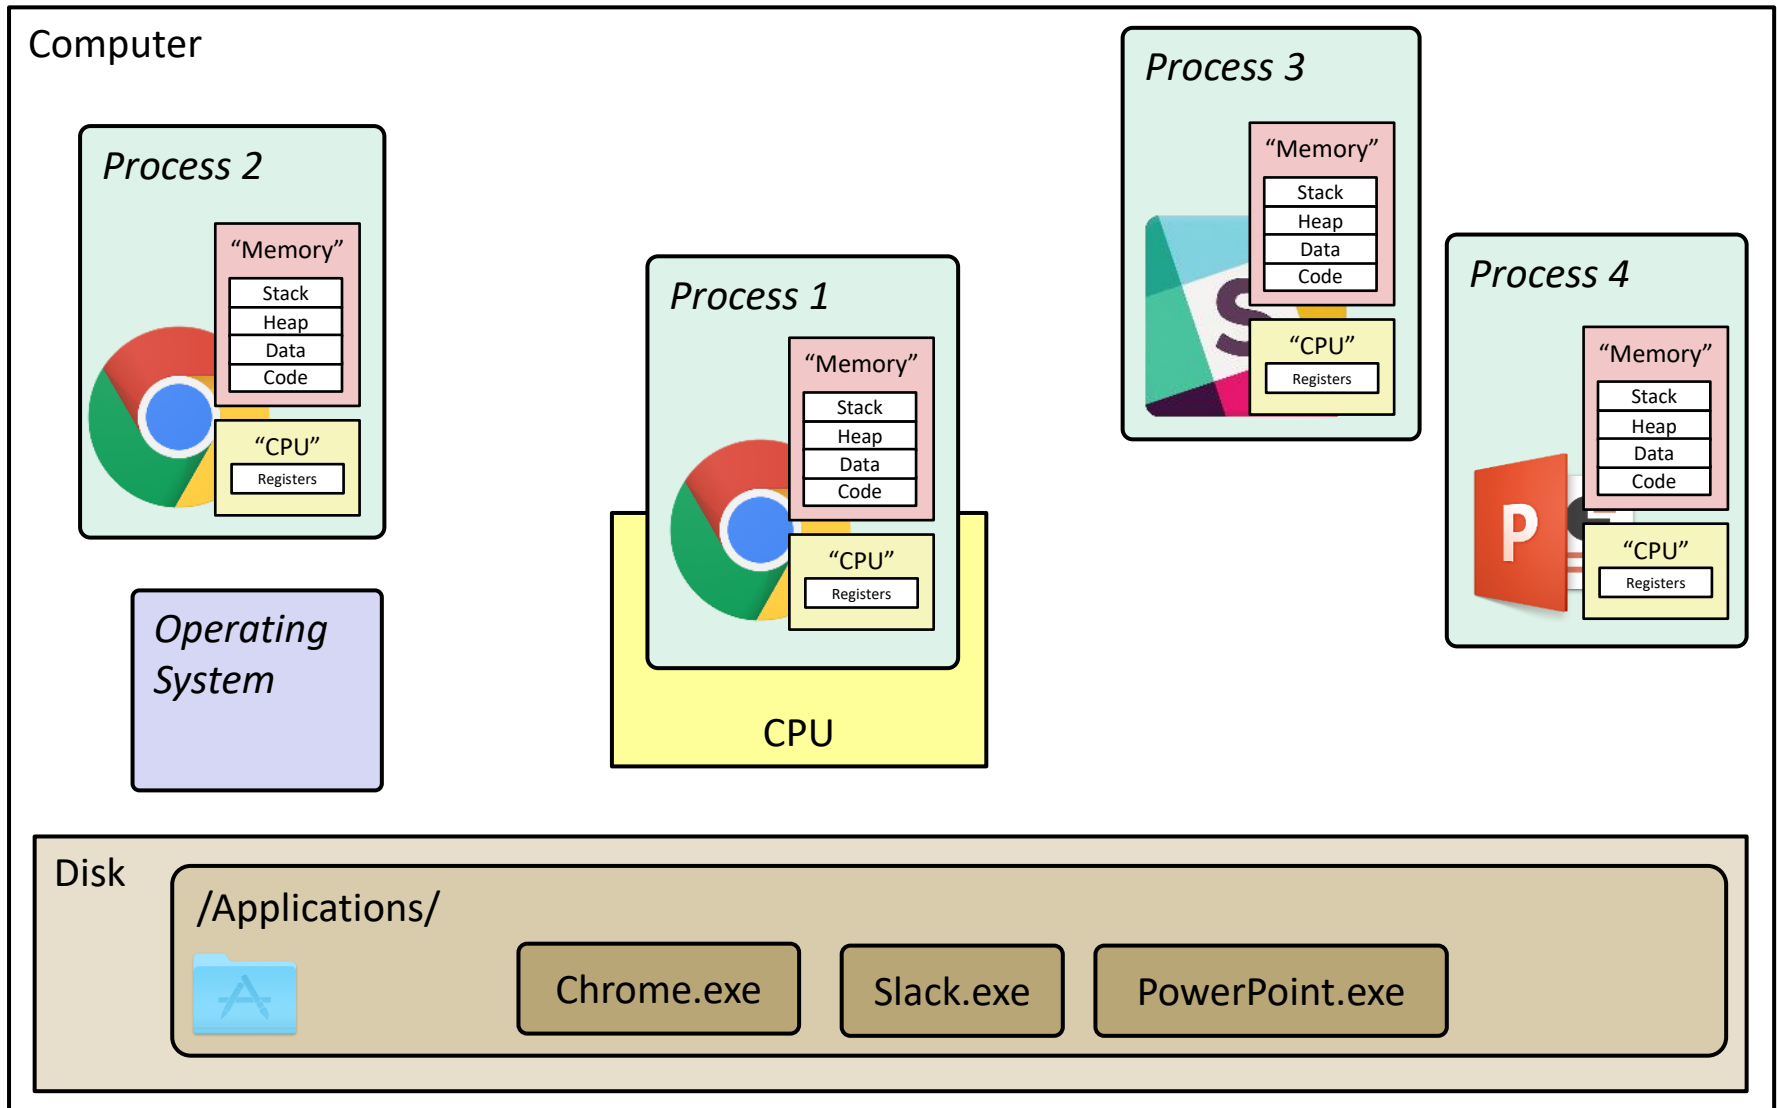 Computer
Process 2
“Memory”
Stack
Heap
Data
Code
“CPU”
Registers
Process 1
“Memory”
Stack
Heap
Data
Code
“CPU”
Registers
CPU
Process 3
“Memory”
Stack
Heap
Data
Code
S
“CPU”
Registers
Process 4
“Memory”
Stack
Heap
Data
Code
P
“CPU”
Registers
Operating
System
Disk
/Applications/
Chrome.exe
Slack.exe
PowerPoint.exe